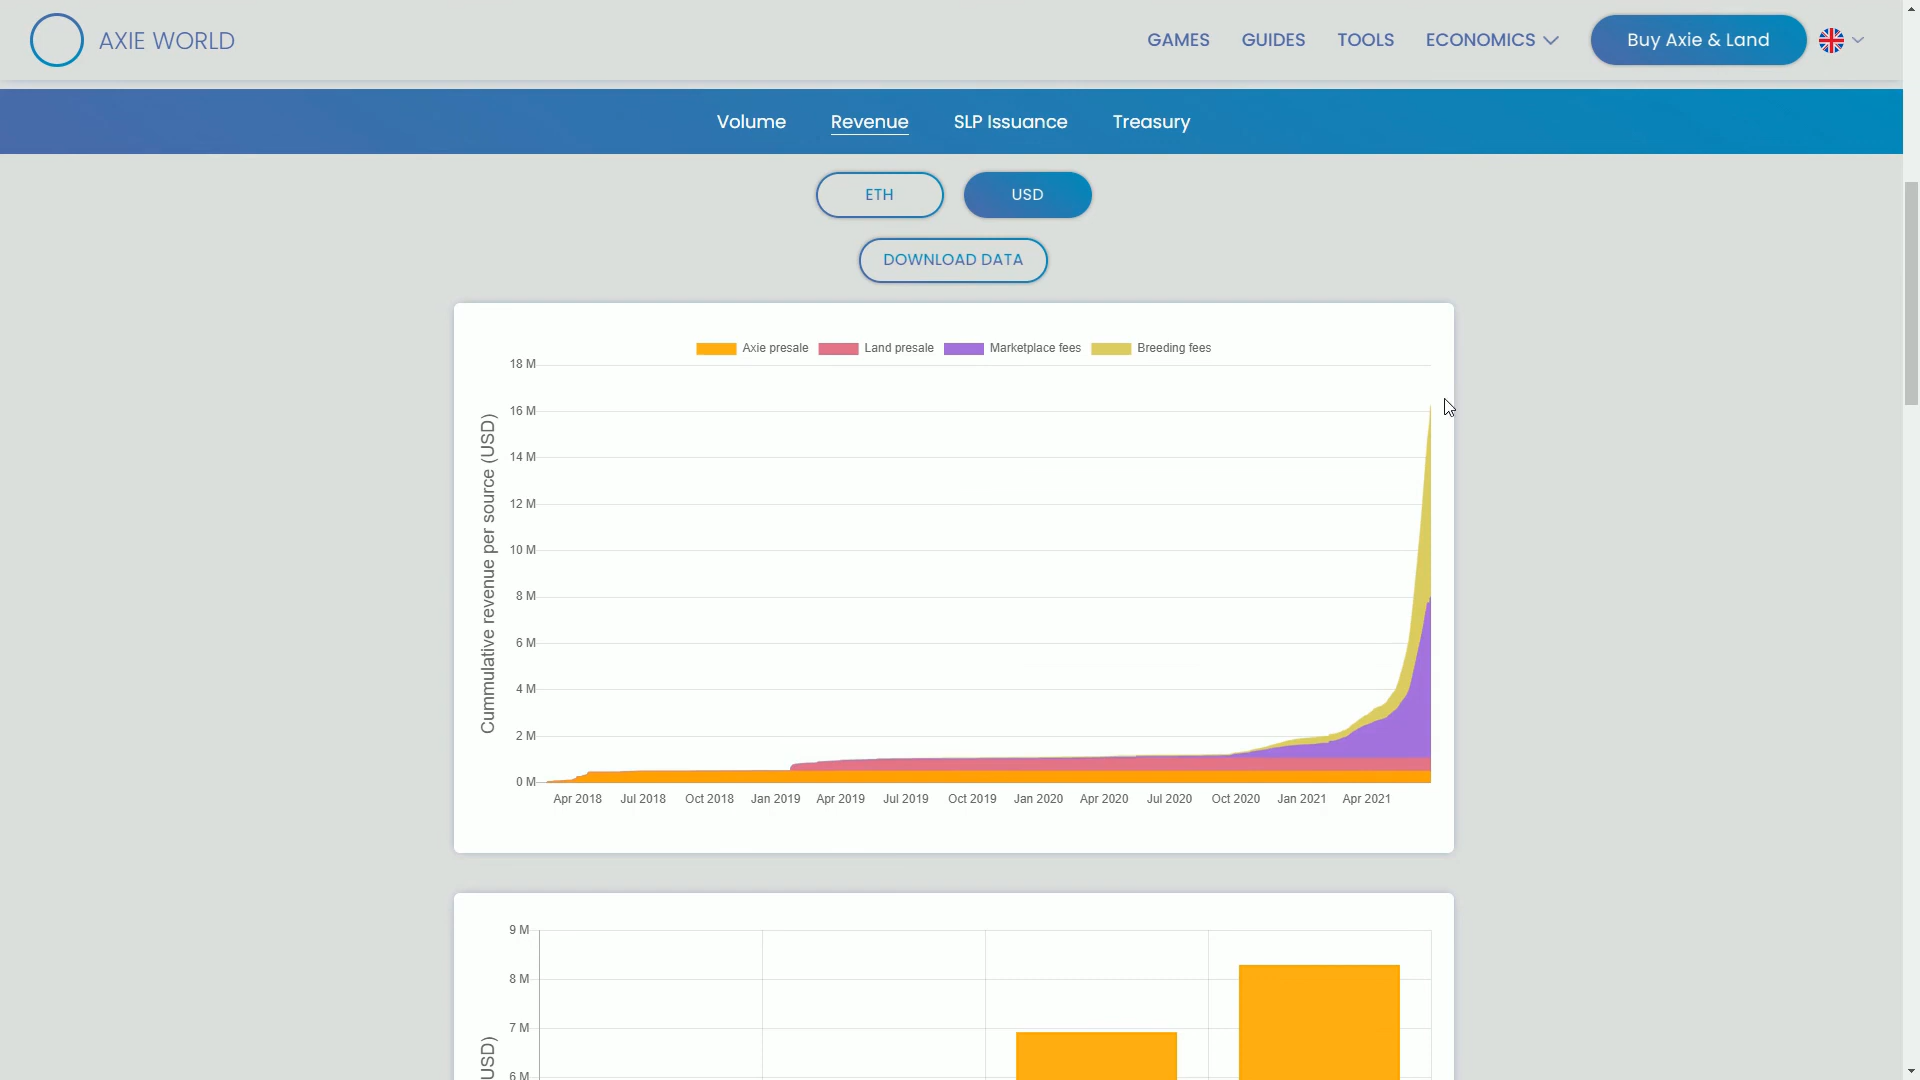 AXIE WORLD
GAMES GUIDES TOOLS ECONOMICS Buy Axie & Land
Volume Revenue SLP Issuance Treasury
ETH USD
DOWNLOAD DATA
Axie presale Land presale Marketplace fees Breeding fees
Cummulative revenue per source (USD)
18 M
16 M
14 M
12 M
10 M
8 M
6 M
4 M
2 M
0 M
Apr 2018 Jul 2018 Oct 2018 Jan 2019 Apr 2019 Jul 2019 Oct 2019 Jan 2020 Apr 2020 Jul 2020 Oct 2020 Jan 2021 Apr 2021
9 M
8 M
7 M
6 M
USD)